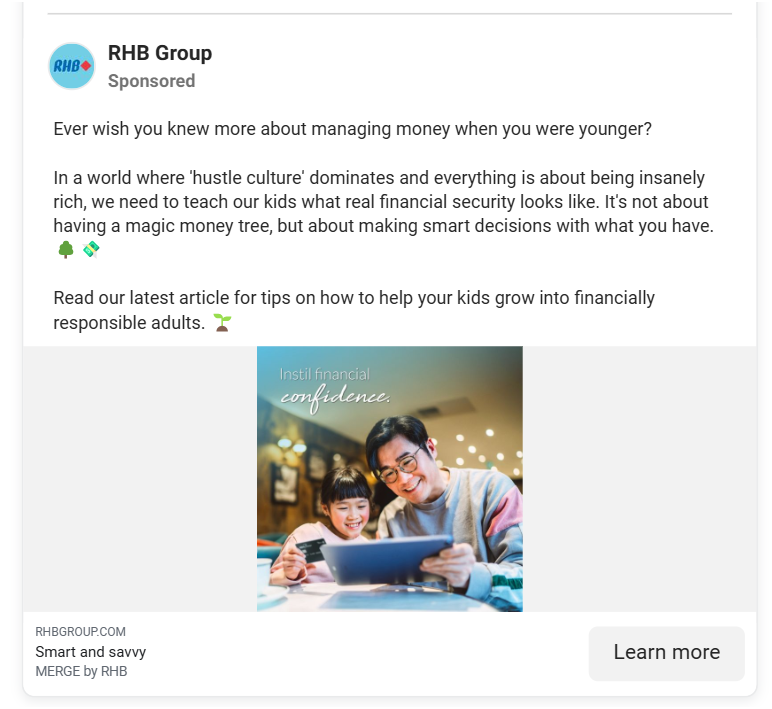 RHB
RHB Group
Sponsored
Ever wish you knew more about managing money when you were younger?
In a world where 'hustle culture' dominates and everything is about being insanely
rich, we need to teach our kids what real financial security looks like. It's not about
having a magic money tree, but about making smart decisions with what you have.
🌳 💸
Read our latest article for tips on how to help your kids grow into financially
responsible adults. 🌱
Instil financial
confidence.
RHBGROUP.COM
Smart and savvy
MERGE by RHB
Learn more